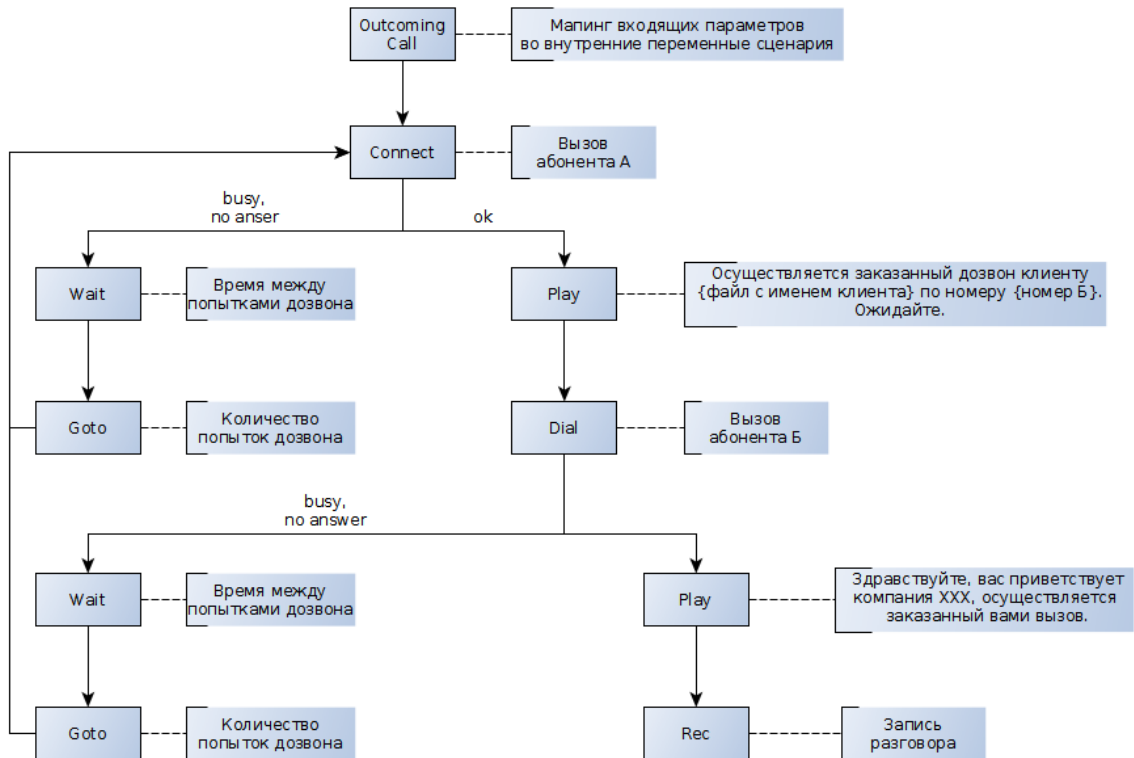 Outcoming
Call
Мапинг входящих параметров
во внутренние переменные сценария
Connect
Вызов
абонента А
busy,
no anser
ok
Wait
Время между
попытками дозвона
Play
Осуществляется заказанный дозвон клиенту
{файл с именем клиента} по номеру {номер Б}.
Ожидайте.
Goto
Количество
попыток дозвона
Dial
Вызов
абонента Б
busy,
no answer
Wait
Время между
попытками дозвона
Play
Здравствуйте, вас приветствует
компания XXX, осуществляется
заказанный вами вызов.
Goto
Количество
попыток дозвона
Rec
Запись
разговора